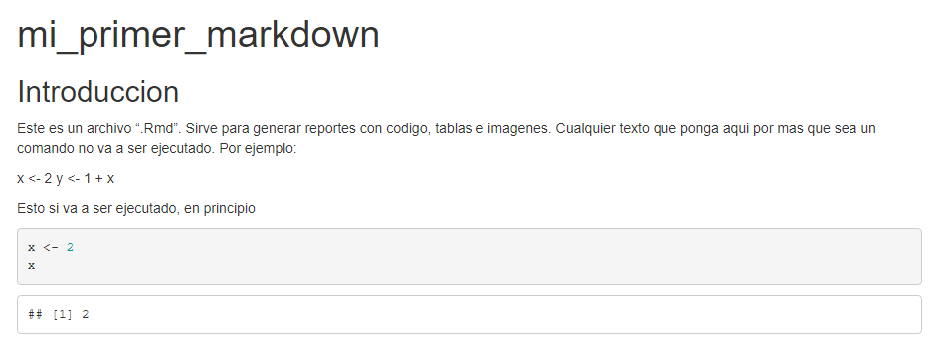 mi_primer_markdown
Introduccion
Este es un archivo “.Rmd”. Sirve para generar reportes con codigo, tablas e imagenes. Cualquier texto que ponga aqui por mas que sea un
comando no va a ser ejecutado. Por ejemplo:
x <- 2 y <- 1 + x
Esto si va a ser ejecutado, en principio
x <- 2
x
## [1] 2